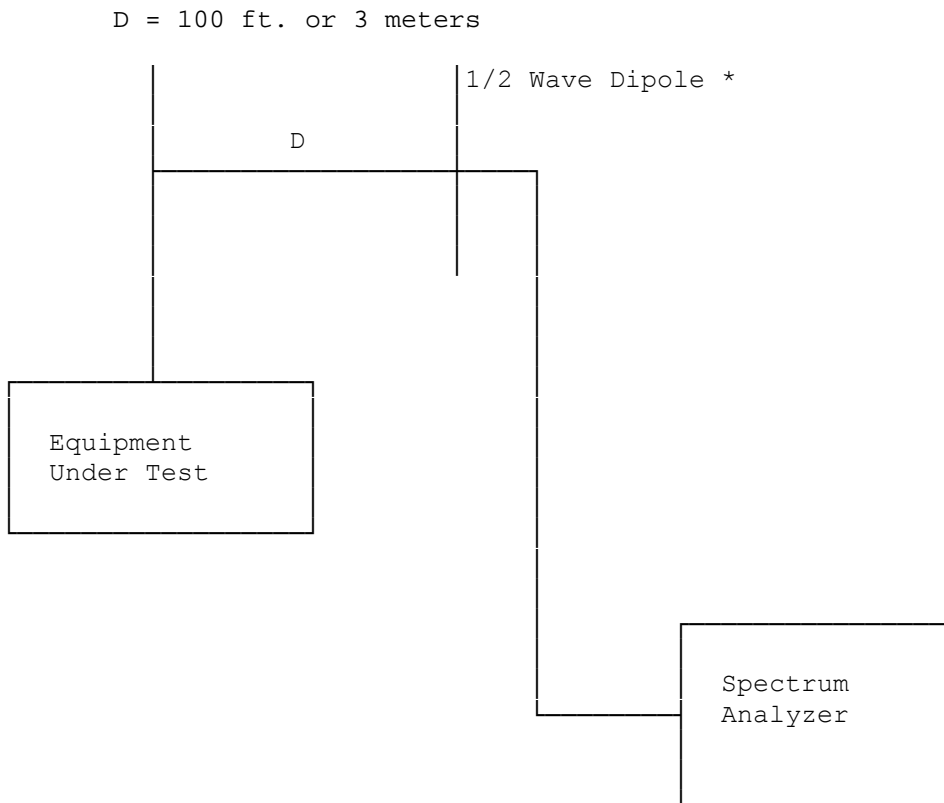 D = 100 ft. or 3 meters
1/2 Wave Dipole *
D
Equipment
Under Test
Spectrum
Analyzer